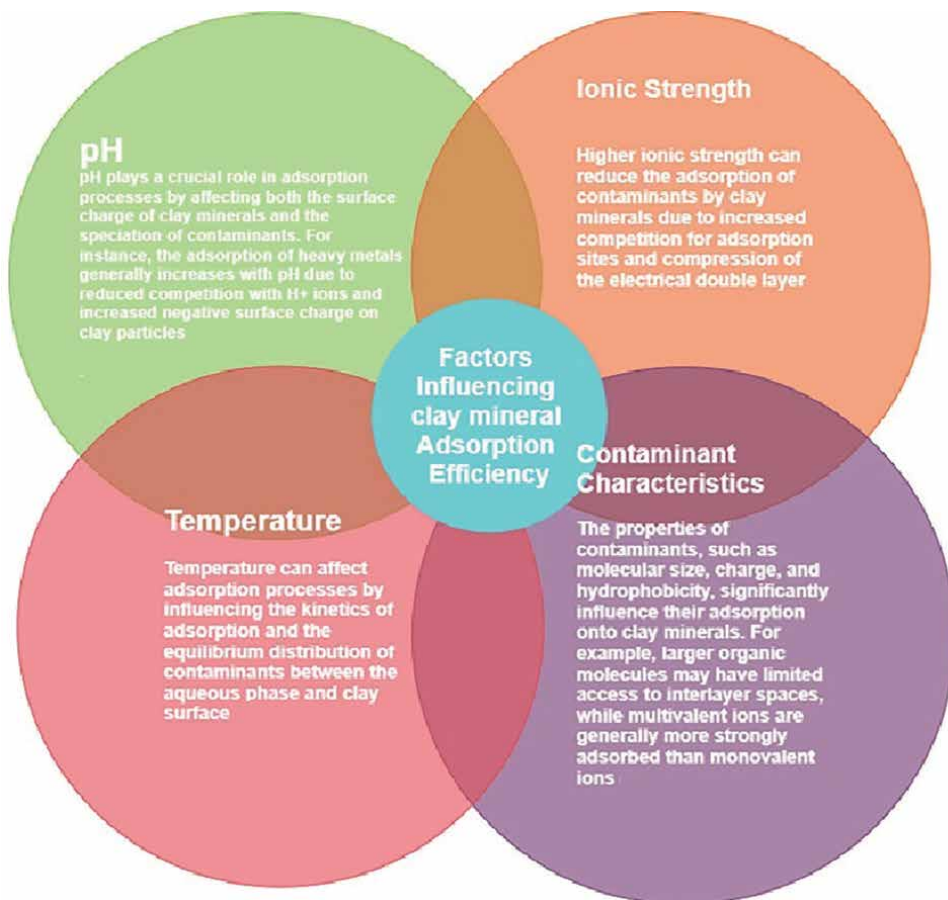 pH
pH plays a crucial role in adsorption
processes by affecting both the surface
charge of clay minerals and the
speciation of contaminants. For
instance, the adsorption of heavy metals
generally increases with pH due to
reduced competition with H+ ions and
increased negative surface charge on
clay particles
Ionic Strength
Higher ionic strength can
reduce the adsorption of
contaminants by clay
minerals due to increased
competition for adsorption
sites and compression of
the electrical double layer
Factors
Influencing
clay mineral
Adsorption
Efficiency
Temperature
Temperature can affect
adsorption processes by
influencing the kinetics of
adsorption and the
equilibrium distribution of
contaminants between the
aqueous phase and clay
surface
Contaminant
Characteristics
The properties of
contaminants, such as
molecular size, charge, and
hydrophobicity, significantly
influence their adsorption
onto clay minerals. For
example, larger organic
molecules may have limited
access to interlayer spaces,
while multivalent ions are
generally more strongly
adsorbed than monovalent
ions